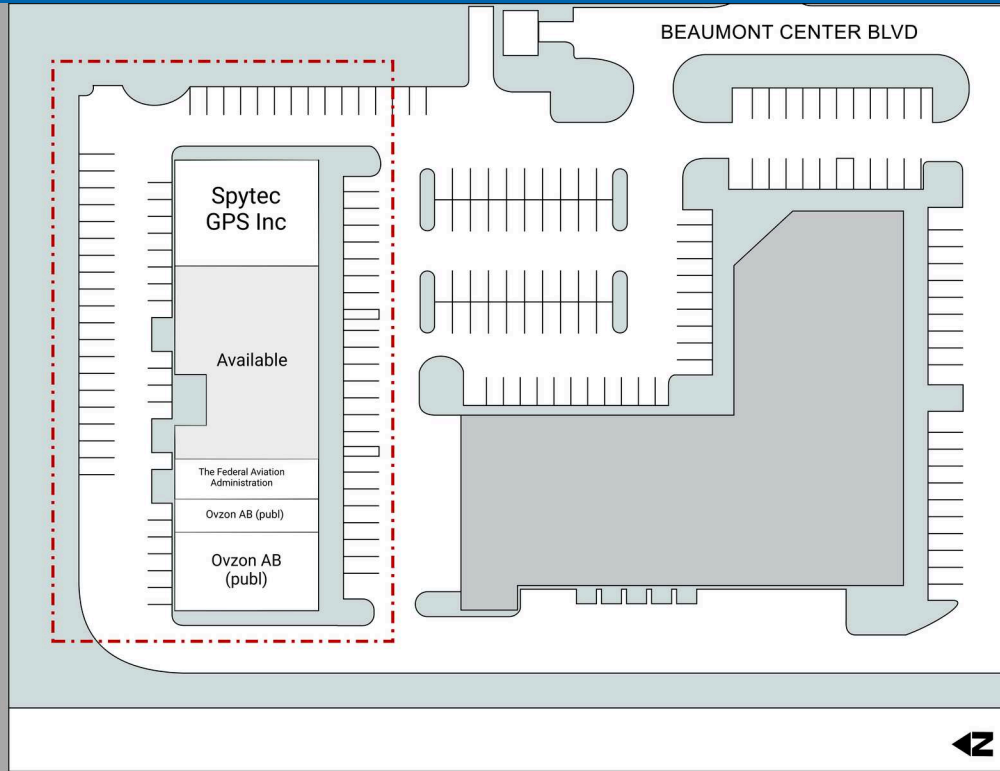 BEAUMONT CENTER BLVD
Spytec
GPS Inc
Available
The Federal Aviation
Administration
Ovzon AB (publ)
Ovzon AB
(publ)
N